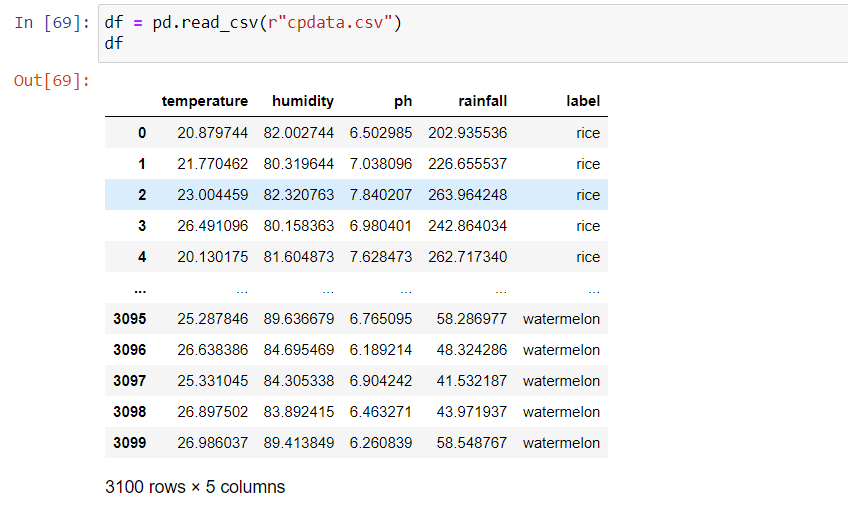 In [69]: df = pd.read_csv(r"cpdata.csv")
df
Out[69]:
temperature humidity ph rainfall label
0 20.879744 82.002744 6.502985 202.935536 rice
1 21.770462 80.319644 7.038096 226.655537 rice
2 23.004459 82.320763 7.840207 263.964248 rice
3 26.491096 80.158363 6.980401 242.864034 rice
4 20.130175 81.604873 7.628473 262.717340 rice
... ... ... ... ... ...
3095 25.287846 89.636679 6.765095 58.286977 watermelon
3096 26.638386 84.695469 6.189214 48.324286 watermelon
3097 25.331045 84.305338 6.904242 41.532187 watermelon
3098 26.897502 83.892415 6.463271 43.971937 watermelon
3099 26.986037 89.413849 6.260839 58.548767 watermelon
3100 rows × 5 columns